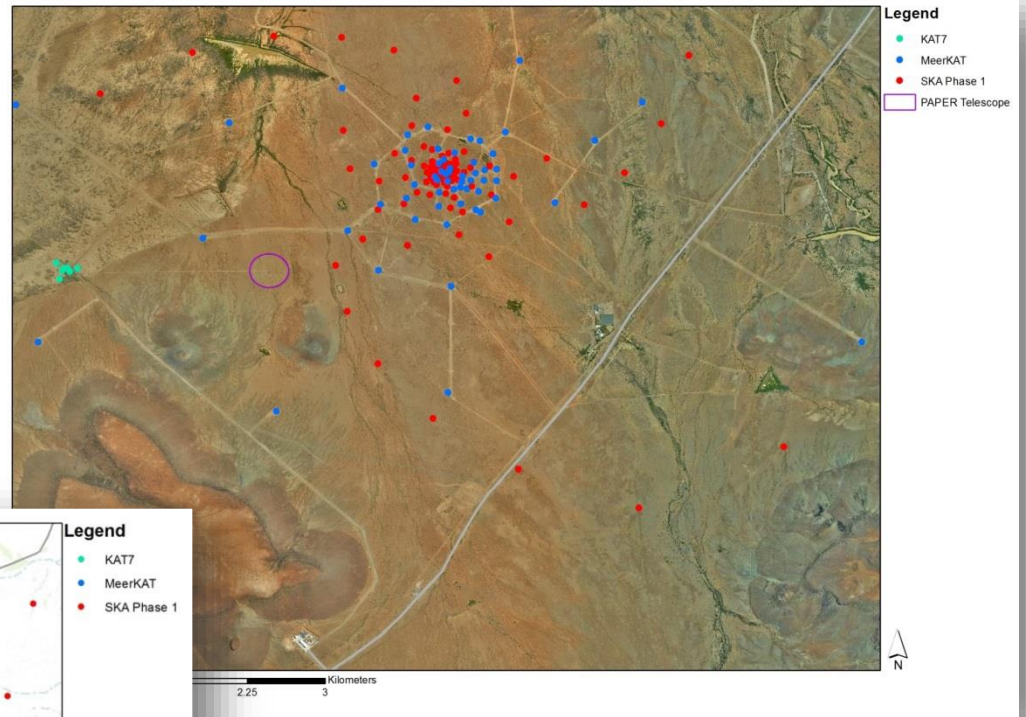 Legend
KAT7
MeerKAT
SKA Phase 1
PAPER Telescope
N
Kilometers
2.25
3
Legend
KAT7
MeerKAT
SKA Phase 1